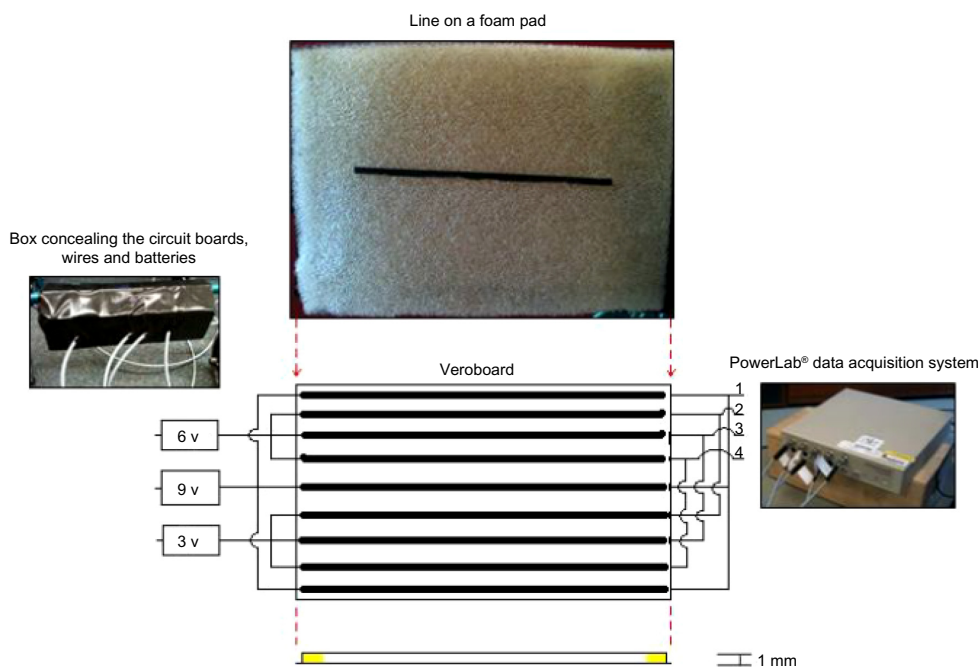 Line on a foam pad
Box concealing the circuit boards,
wires and batteries
Veroboard
PowerLab® data acquisition system
1
2
3
4
6 v
9 v
3 v
1 mm